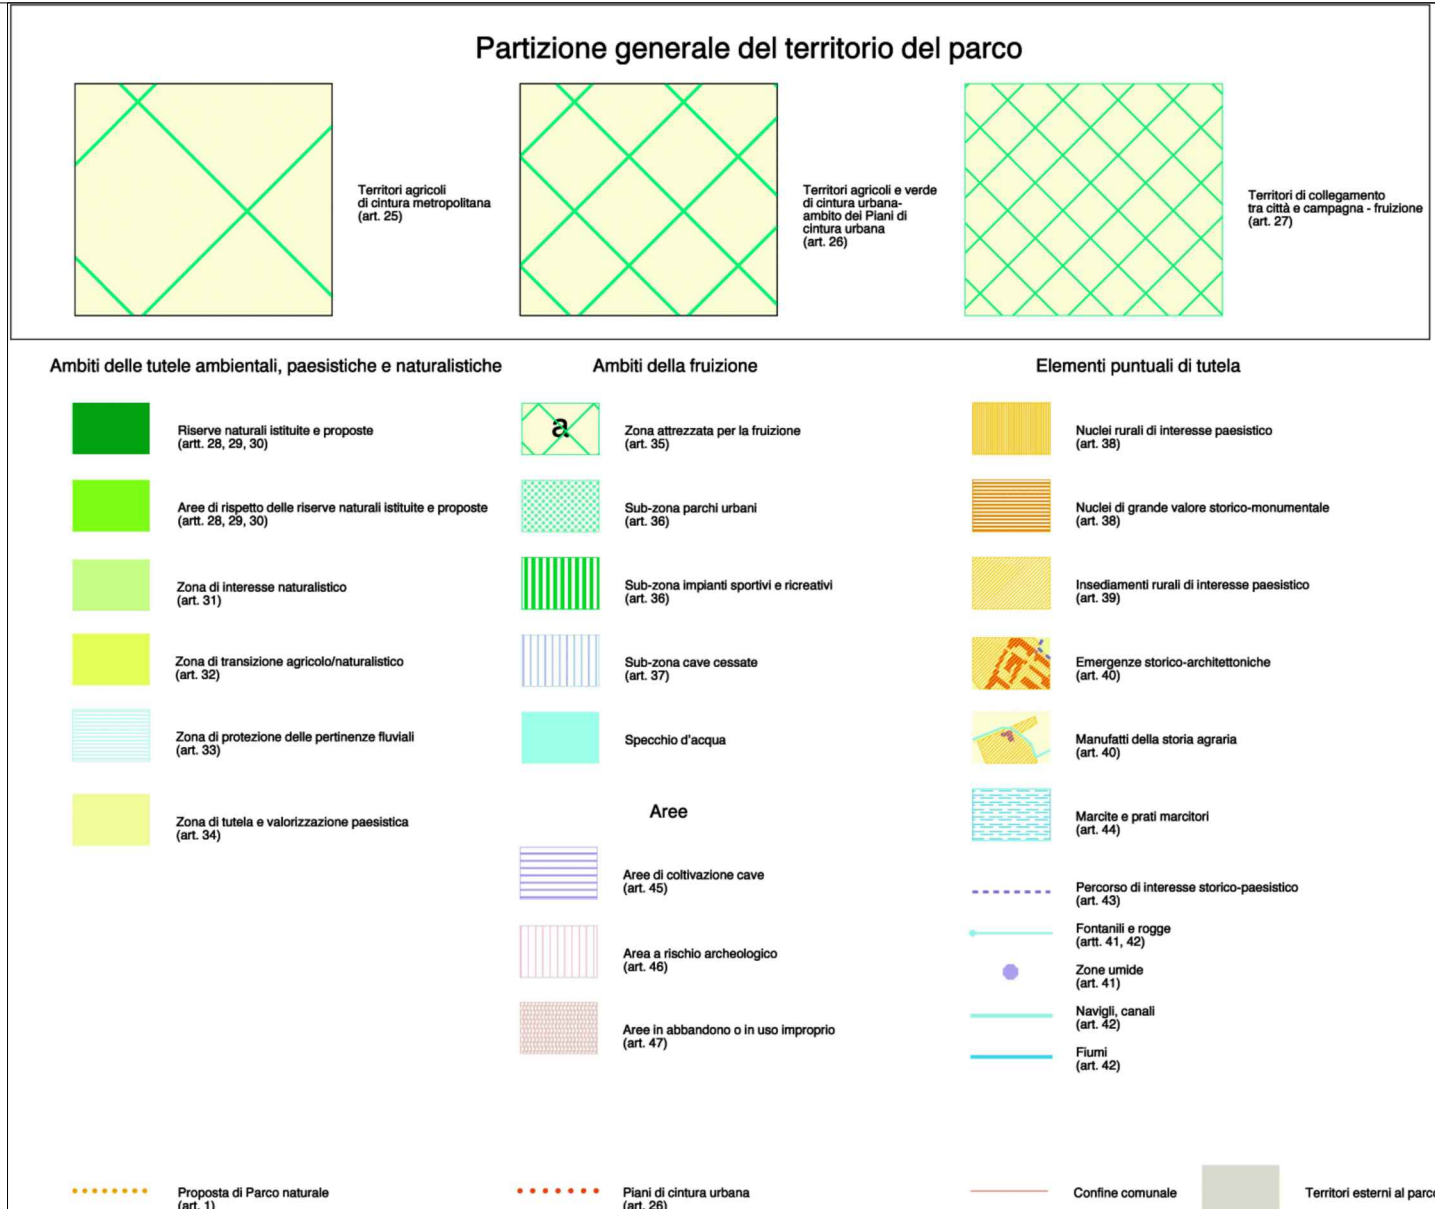 Partizione generale del territorio del parco
Territori agricoli
di cintura metropolitana
(art. 25)
Territori agricoli e verde
di cintura urbana-
ambito dei Piani di
cintura urbana
(art. 26)
Territori di collegamento
tra città e campagna - fruizione
(art. 27)
Ambiti delle tutele ambientali, paesistiche e naturalistiche
Riserve naturali istituite e proposte
(artt. 28, 29, 30)
Aree di rispetto delle riserve naturali istituite e proposte
(artt. 28, 29, 30)
Zona di interesse naturalistico
(art. 31)
Zona di transizione agricolo/naturalistico
(art. 32)
Zona di protezione delle pertinenze fluviali
(art. 33)
Zona di tutela e valorizzazione paesistica
(art. 34)
Ambiti della fruizione
a
Zona attrezzata per la fruizione
(art. 35)
Sub-zona parchi urbani
(art. 36)
Sub-zona impianti sportivi e ricreativi
(art. 36)
Sub-zona cave cessate
(art. 37)
Specchio d'acqua
Aree
Aree di coltivazione cave
(art. 45)
Area a rischio archeologico
(art. 46)
Aree in abbandono o in uso improprio
(art. 47)
Elementi puntuali di tutela
Nuclei rurali di interesse paesistico
(art. 38)
Nuclei di grande valore storico-monumentale
(art. 38)
Insediamenti rurali di interesse paesistico
(art. 39)
Emergenze storico-architettoniche
(art. 40)
Manufatti della storia agraria
(art. 40)
Marcite e prati marcitori
(art. 44)
Percorso di interesse storico-paesistico
(art. 43)
Fontanili e rogge
(artt. 41, 42)
Zone umide
(art. 41)
Navigli, canali
(art. 42)
Fiumi
(art. 42)
Proposta di Parco naturale
(art. 1)
Piani di cintura urbana
(art. 26)
Confine comunale
Territori esterni al parco